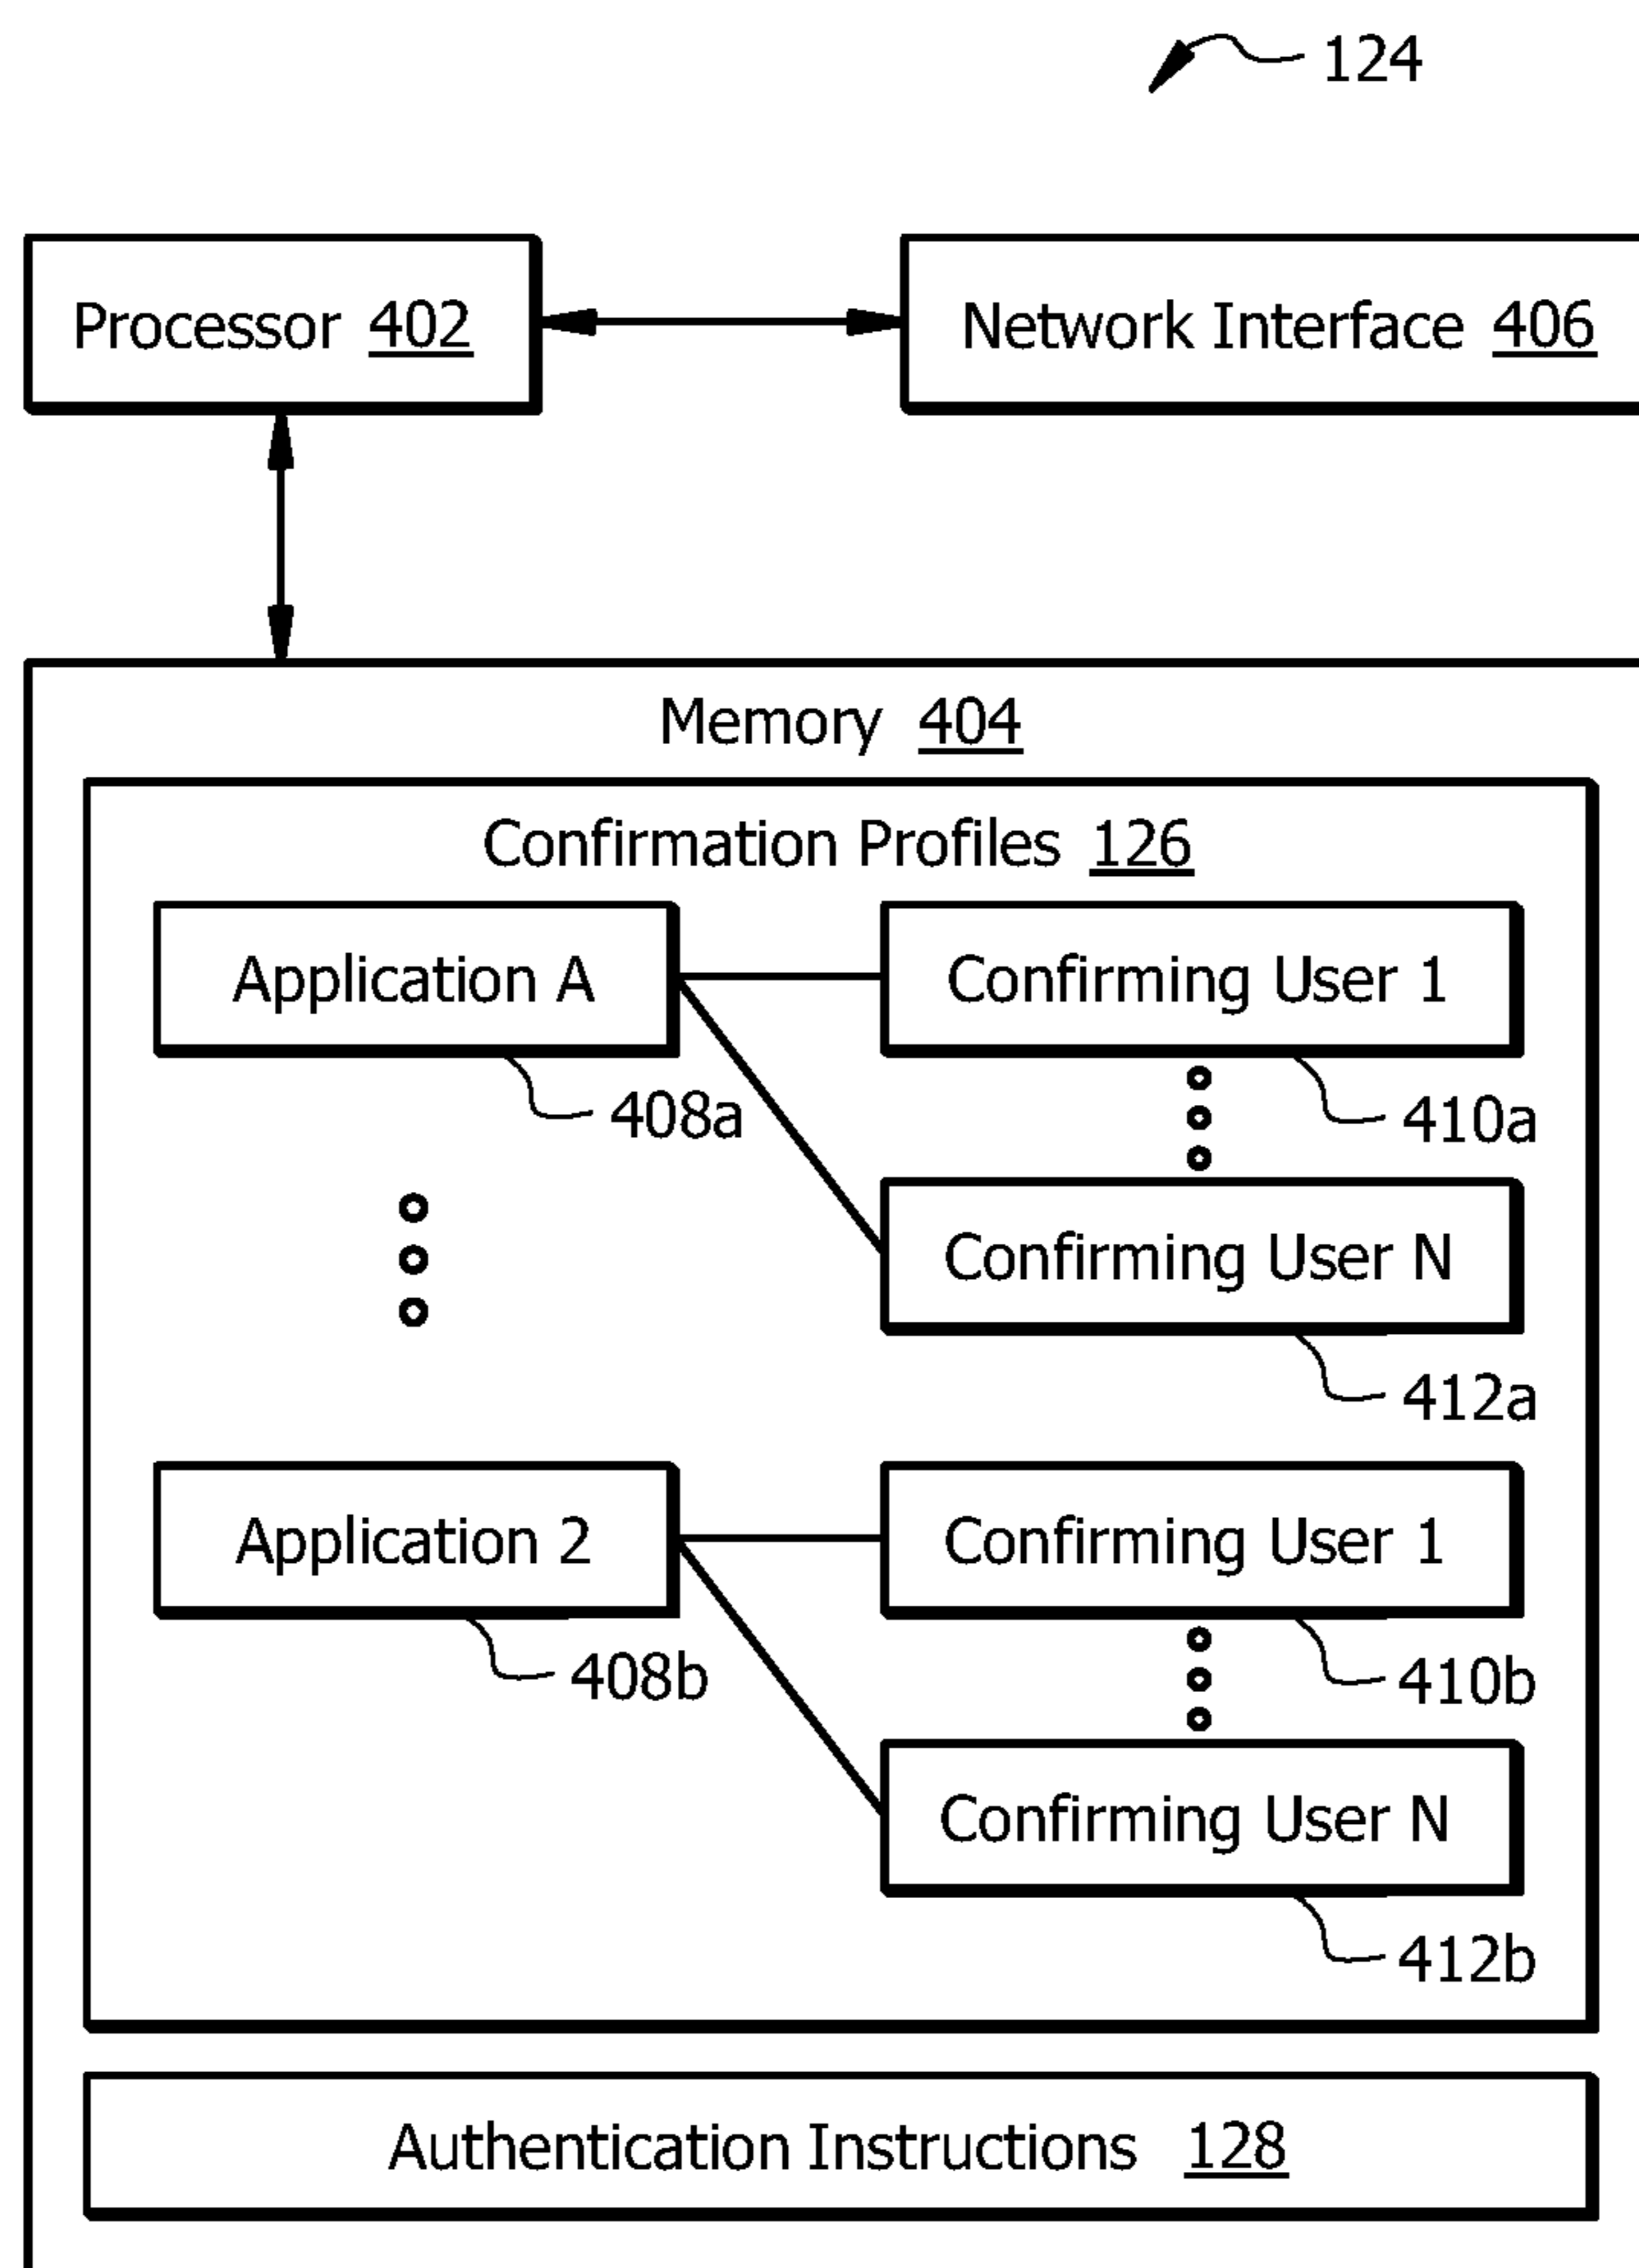 124
Processor 402
Network Interface 406
Memory 404
Confirmation Profiles 126
Application A
Confirming User 1
408a
410a
Confirming User N
412a
Application 2
Confirming User 1
408b
410b
Confirming User N
412b
Authentication Instructions 128